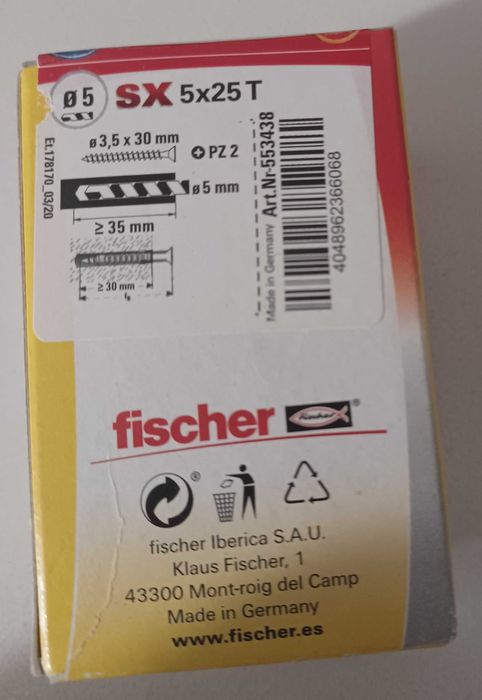 ø5 SX 5x25 T
ø 3,5 x 30 mm
PZ 2
ø 5 mm
≥ 35 mm
≥ 30 mm
Et.178170_03/20
Made in Germany
Art.Nr-553438
4048962366068
fischer
fischer
®
®
fischer Iberica S.A.U.
Klaus Fischer, 1
43300 Mont-roig del Camp
Made in Germany
www.fischer.es